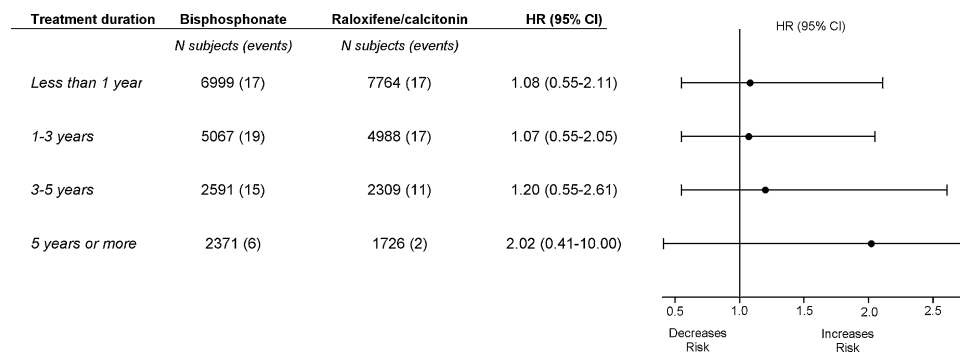 Treatment duration Bisphosphonate Raloxifene/calcitonin HR (95% CI)
HR (95% CI)
N subjects (events) N subjects (events)
Less than 1 year 6999 (17) 7764 (17) 1.08 (0.55-2.11)
1-3 years 5067 (19) 4988 (17) 1.07 (0.55-2.05)
3-5 years 2591 (15) 2309 (11) 1.20 (0.55-2.61)
5 years or more 2371 (6) 1726 (2) 2.02 (0.41-10.00)
0.5 1.0 1.5 2.0 2.5
Decreases Increases
Risk Risk